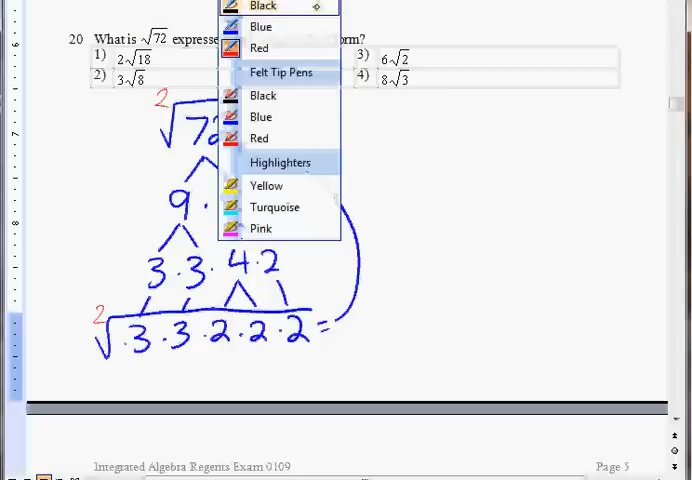 Black
Blue
Red
Felt Tip Pens
Black
Blue
Red
Highlighters
Yellow
Turquoise
Pink
20 What is √72 expresse orm?
1) 2√18
3) 6√2
2) 3√8
4) 8√3
2
√72
9 ·
3 · 3 · 4 · 2
2
√·3·3·2·2·2 =
Integrated Algebra Regents Exam 0109
Page 5